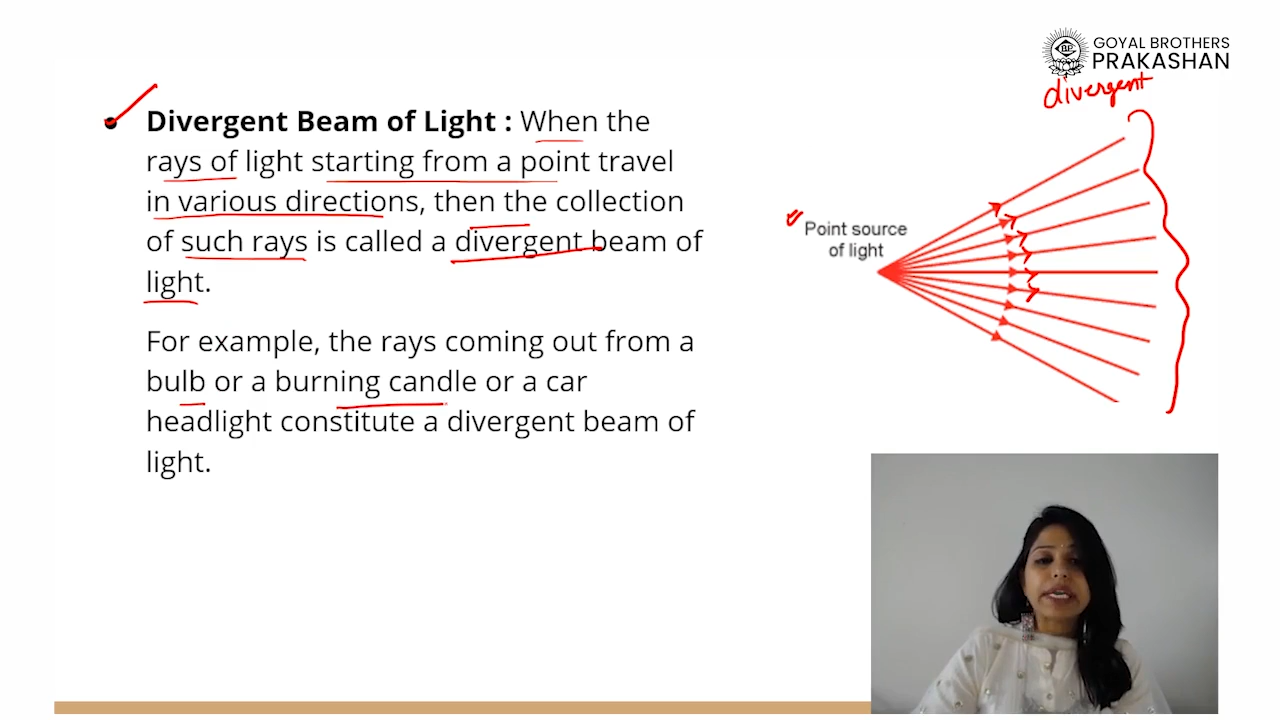 GOYAL BROTHERS
PRAKASHAN
divergent
Divergent Beam of Light : When the
rays of light starting from a point travel
in various directions, then the collection
of such rays is called a divergent beam of
light.
For example, the rays coming out from a
bulb or a burning candle or a car
headlight constitute a divergent beam of
light.
Point source
of light